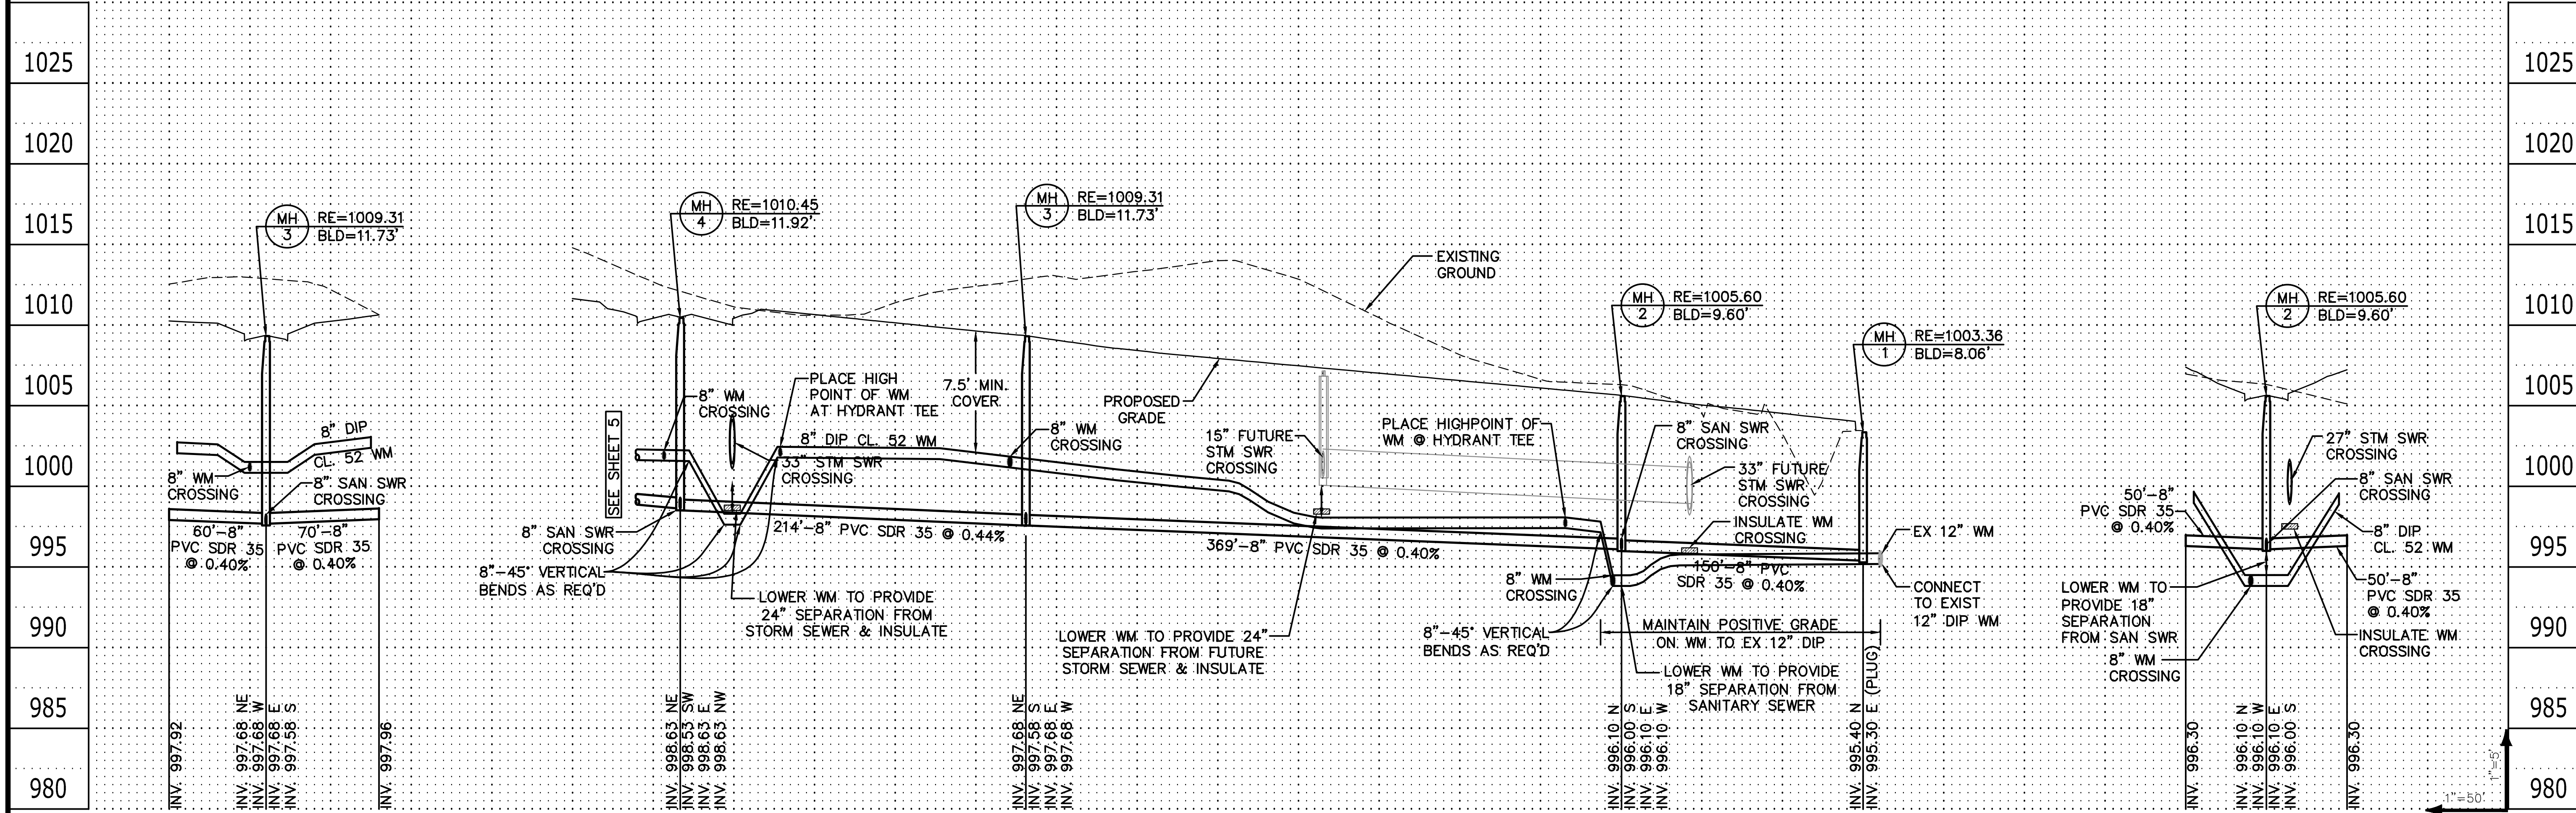 1025
1020
1015
1010
1005
1000
995
990
985
980
MH
3
RE=1009.31
BLD=11.73'
8" DIP
CL. 52 WM
8" WM
CROSSING
8" SAN SWR
CROSSING
60'-8"
PVC SDR 35
@ 0.40%
70'-8"
PVC SDR 35
@ 0.40%
INV. 997.92
INV. 997.68 NE
INV. 997.68 W
INV. 997.68 E
INV. 997.58 S
INV. 997.96
SEE SHEET 5
MH
4
RE=1010.45
BLD=11.92'
8" WM
CROSSING
PLACE HIGH
POINT OF WM
AT HYDRANT TEE
8" DIP CL. 52 WM
33" STM SWR
CROSSING
8" SAN SWR
CROSSING
214'-8" PVC SDR 35 @ 0.44%
8"-45° VERTICAL
BENDS AS REQ'D
LOWER WM TO PROVIDE
24" SEPARATION FROM
STORM SEWER & INSULATE
INV. 998.63 NE
INV. 998.53 SW
INV. 998.63 E
INV. 998.63 NW
MH
3
RE=1009.31
BLD=11.73'
7.5' MIN.
COVER
8" WM
CROSSING
PROPOSED
GRADE
EXISTING
GROUND
15" FUTURE
STM SWR
CROSSING
PLACE HIGHPOINT OF
WM @ HYDRANT TEE
369'-8" PVC SDR 35 @ 0.40%
LOWER WM TO PROVIDE 24"
SEPARATION FROM FUTURE
STORM SEWER & INSULATE
INV. 997.68 NE
INV. 997.58 S
INV. 997.68 E
INV. 997.68 W
MH
2
RE=1005.60
BLD=9.60'
8" SAN SWR
CROSSING
33" FUTURE
STM SWR
CROSSING
INSULATE WM
CROSSING
8" WM
CROSSING
150'-8" PVC
SDR 35 @ 0.40%
8"-45° VERTICAL
BENDS AS REQ'D
MAINTAIN POSITIVE GRADE
ON WM TO EX 12" DIP
LOWER WM TO PROVIDE
18" SEPARATION FROM
SANITARY SEWER
INV. 996.10 N
INV. 996.00 S
INV. 996.10 E
INV. 996.10 W
MH
1
RE=1003.36
BLD=8.06'
EX 12" WM
CONNECT
TO EXIST
12" DIP WM
INV. 995.40 N
INV. 995.30 E (PLUG)
MH
2
RE=1005.60
BLD=9.60'
27" STM SWR
CROSSING
8" SAN SWR
CROSSING
50'-8"
PVC SDR 35
@ 0.40%
8" DIP
CL. 52 WM
50'-8"
PVC SDR 35
@ 0.40%
LOWER WM TO
PROVIDE 18"
SEPARATION
FROM SAN SWR
8" WM
CROSSING
INSULATE WM
CROSSING
INV. 996.30
INV. 996.10 N
INV. 996.10 W
INV. 996.10 E
INV. 996.00 S
INV. 996.30
1"=5'
1"=50'
1025
1020
1015
1010
1005
1000
995
990
985
980